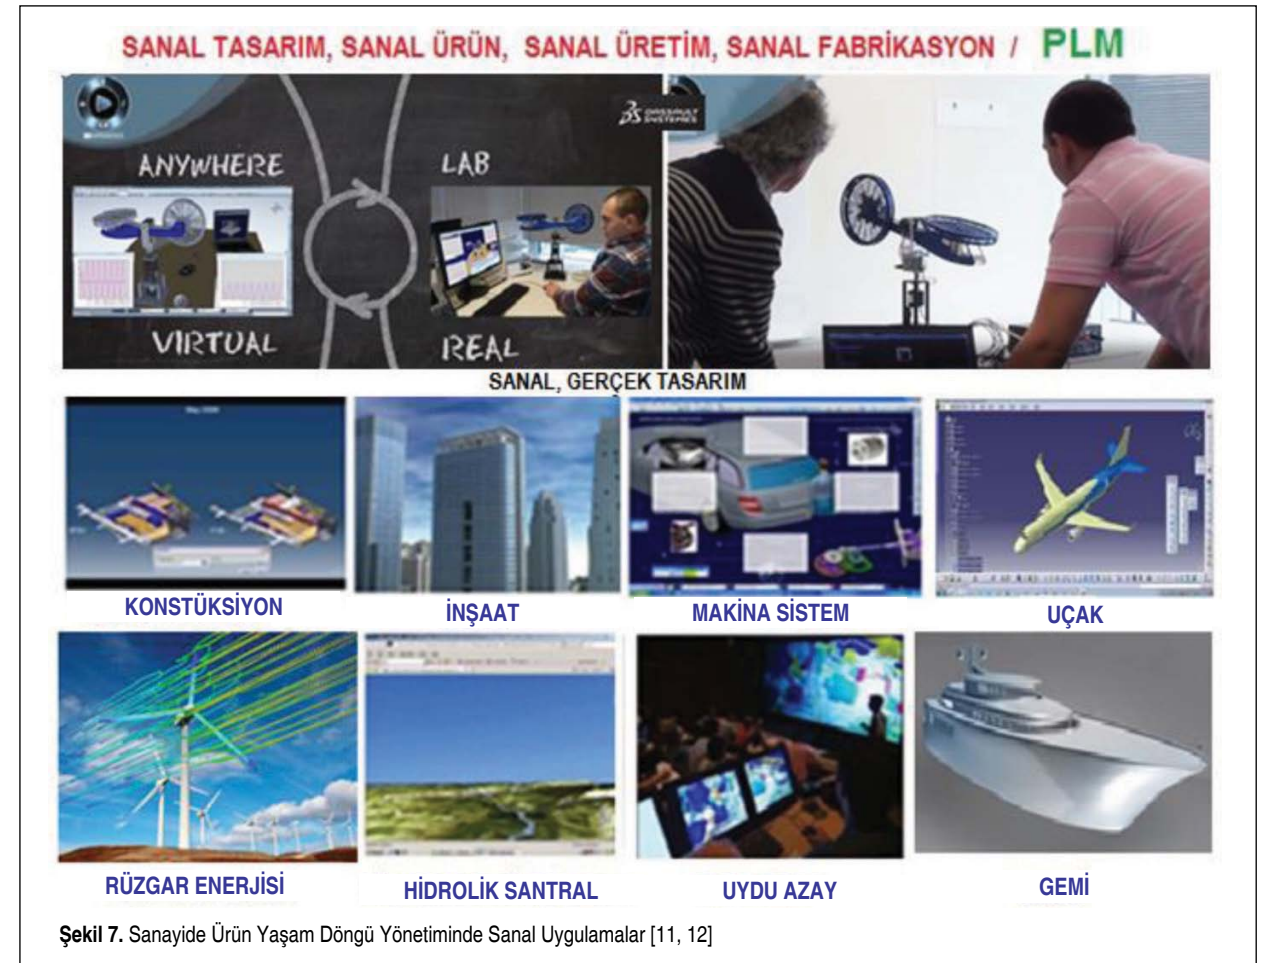 SANAL TASARIM, SANAL ÜRÜN, SANAL ÜRETİM, SANAL FABRİKASYON / PLM
DASSAULT
SYSTEMES
ANYWHERE
LAB
VIRTUAL
REAL
SANAL, GERÇEK TASARIM
KONSTÜKSİYON
İNŞAAT
MAKİNA SİSTEM
UÇAK
RÜZGAR ENERJİSİ
HİDROLİK SANTRAL
UYDU AZAY
GEMİ
Şekil 7. Sanayide Ürün Yaşam Döngü Yönetiminde Sanal Uygulamalar [11, 12]